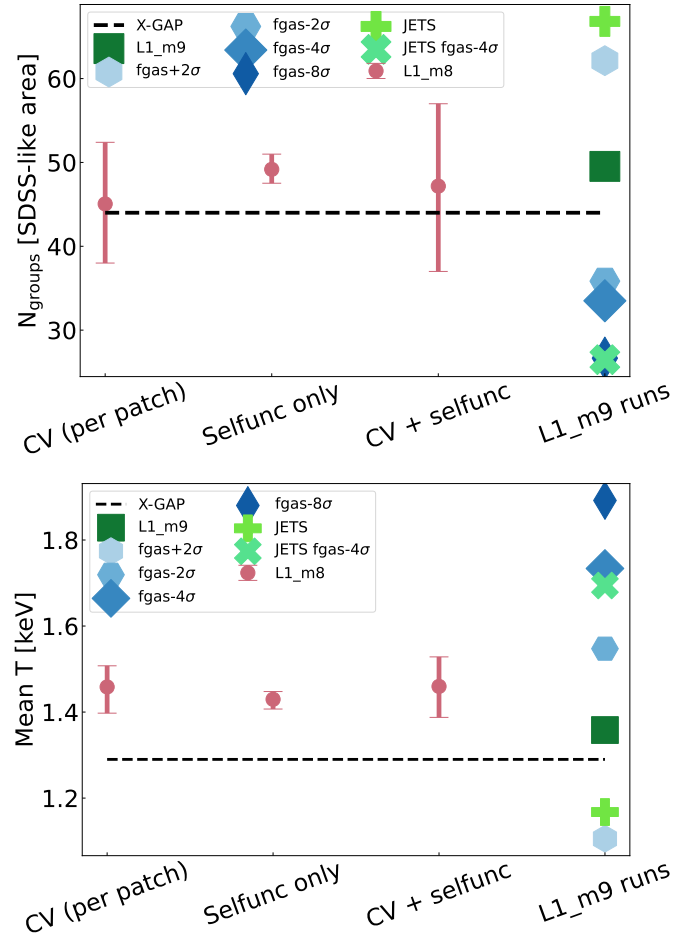 X-GAP
L1_m9
fgas+2σ
fgas-2σ
fgas-4σ
fgas-8σ
JETS
JETS fgas-4σ
L1_m8
60
50
40
30
N_groups [SDSS-like area]
CV (per patch)
Selfunc only
CV + selfunc
L1_m9 runs
X-GAP
L1_m9
fgas+2σ
fgas-2σ
fgas-4σ
fgas-8σ
JETS
JETS fgas-4σ
L1_m8
1.8
1.6
1.4
1.2
Mean T [keV]
CV (per patch)
Selfunc only
CV + selfunc
L1_m9 runs